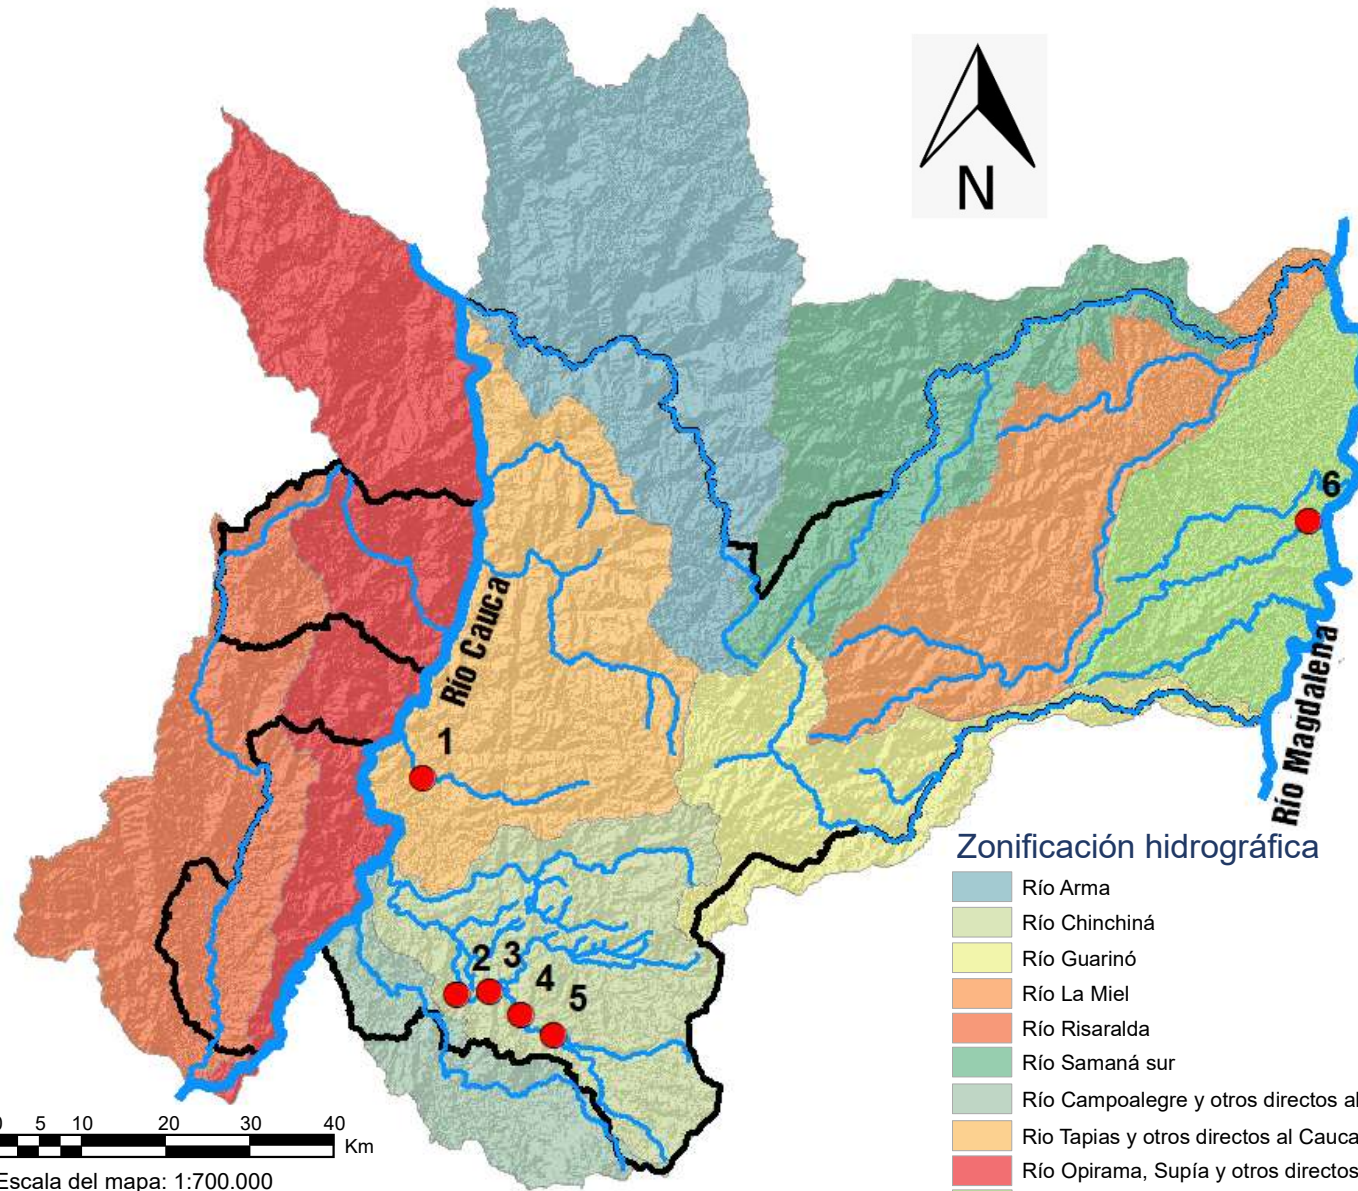 N
6
Río Cauca
Río Magdalena
1
2 3
4
5
Zonificación hidrográfica
Río Arma
Río Chinchiná
Río Guarinó
Río La Miel
Río Risaralda
Río Samaná sur
Río Campoalegre y otros directos al
Rio Tapias y otros directos al Cauca
Río Opirama, Supía y otros directos
0 5 10 20 30 40
Km
Escala del mapa: 1:700.000